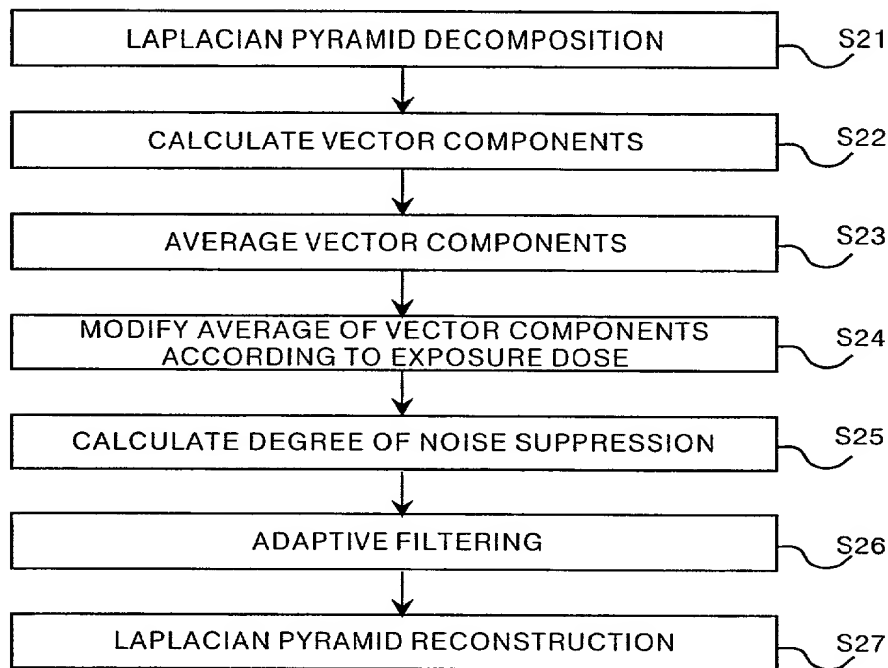 LAPLACIAN PYRAMID DECOMPOSITION S21
CALCULATE VECTOR COMPONENTS S22
AVERAGE VECTOR COMPONENTS S23
MODIFY AVERAGE OF VECTOR COMPONENTS
ACCORDING TO EXPOSURE DOSE S24
CALCULATE DEGREE OF NOISE SUPPRESSION S25
ADAPTIVE FILTERING S26
LAPLACIAN PYRAMID RECONSTRUCTION S27